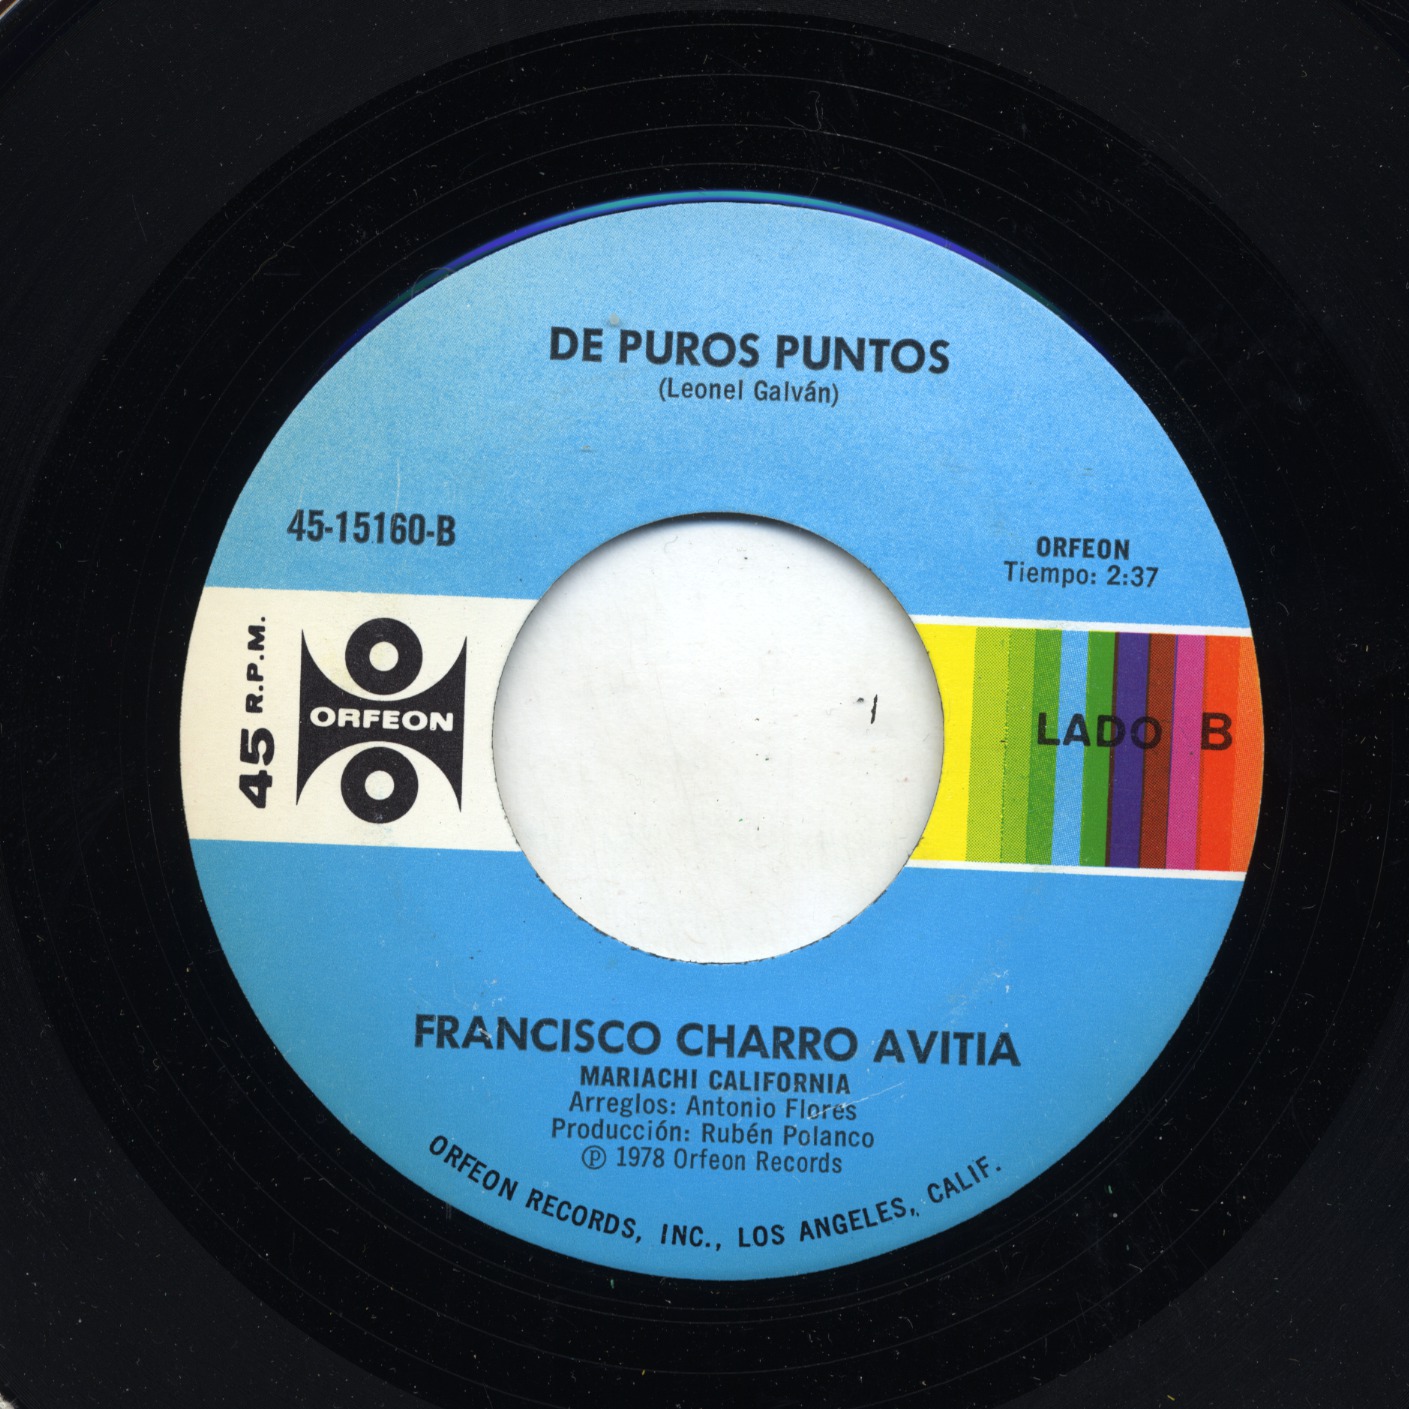 DE PUROS PUNTOS
(Leonel Galván)
45-15160-B
ORFEON
Tiempo: 2:37
45 R.P.M.
ORFEON
LADO B
FRANCISCO CHARRO AVITIA
MARIACHI CALIFORNIA
Arreglos: Antonio Flores
Producción: Rubén Polanco
℗ 1978 Orfeon Records
ORFEON RECORDS, INC., LOS ANGELES, CALIF.